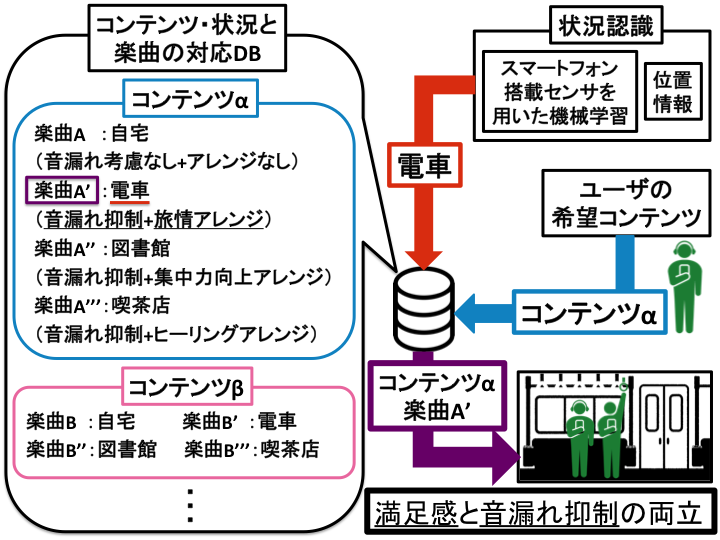 コンテンツ・状況と
楽曲の対応DB
コンテンツα
楽曲A ：自宅
（音漏れ考慮なし+アレンジなし）
楽曲A’：電車
（音漏れ抑制+旅情アレンジ）
楽曲A’’：図書館
（音漏れ抑制+集中力向上アレンジ）
楽曲A’’’：喫茶店
（音漏れ抑制+ヒーリングアレンジ）
コンテンツβ
楽曲B ：自宅 楽曲B’ ：電車
楽曲B’’：図書館 楽曲B’’’：喫茶店
⋮
状況認識
スマートフォン
搭載センサを
用いた機械学習
位置
情報
電車
ユーザの
希望コンテンツ
コンテンツα
コンテンツα
楽曲A’
満足感と音漏れ抑制の両立